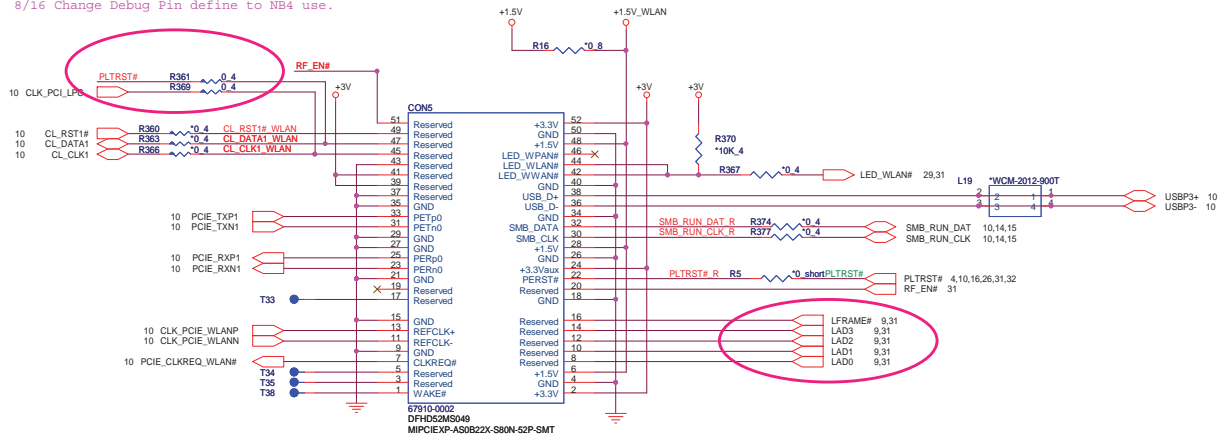 8/16 Change Debug Pin define to NB4 use.
+1.5V +1.5V_WLAN
R16 *0_8
RF_EN#
PLTRST# R361 0_4
10 CLK_PCI_LPC R369 0_4
+3V +3V +3V
CON5
R370
*10K_4
10 CL_RST1# R360 *0_4 CL_RST1#_WLAN
10 CL_DATA1 R363 *0_4 CL_DATA1_WLAN
10 CL_CLK1 R366 *0_4 CL_CLK1_WLAN
51 Reserved +3.3V 52
49 Reserved GND 50
47 Reserved +1.5V 48
45 Reserved LED_WPAN# 46
43 Reserved LED_WLAN# 44
41 Reserved LED_WWAN# 42 R367 *0_4 LED_WLAN# 29,31
39 Reserved GND 40
L19 *WCM-2012-900T
37 Reserved USB_D+ 38 2 2 1 1 USBP3+ 10
35 GND USB_D- 36 3 3 4 4 USBP3- 10
10 PCIE_TXP1 33 PETp0 GND 34
10 PCIE_TXN1 31 PETn0 SMB_DATA 32 SMB_RUN_DAT_R R374 *0_4 SMB_RUN_DAT 10,14,15
29 GND SMB_CLK 30 SMB_RUN_CLK_R R377 *0_4 SMB_RUN_CLK 10,14,15
27 GND +1.5V 28
10 PCIE_RXP1 25 PERp0 GND 26
10 PCIE_RXN1 23 PERn0 +3.3Vaux 24
21 GND PERST# 22 PLTRST#_R R5 *0_short PLTRST# PLTRST# 4,10,16,26,31,32
19 Reserved Reserved 20 RF_EN# 31
T33 17 Reserved GND 18
15 GND Reserved 16 LFRAME# 9,31
10 CLK_PCIE_WLANP 13 REFCLK+ Reserved 14 LAD3 9,31
10 CLK_PCIE_WLANN 11 REFCLK- Reserved 12 LAD2 9,31
9 GND Reserved 10 LAD1 9,31
10 PCIE_CLKREQ_WLAN# 7 CLKREQ# Reserved 8 LAD0 9,31
T34 5 Reserved +1.5V 6
T35 3 Reserved GND 4
T38 1 WAKE# +3.3V 2
67910-0002
DFHD52MS049
MIPCIEXP-AS0B22X-S80N-52P-SMT